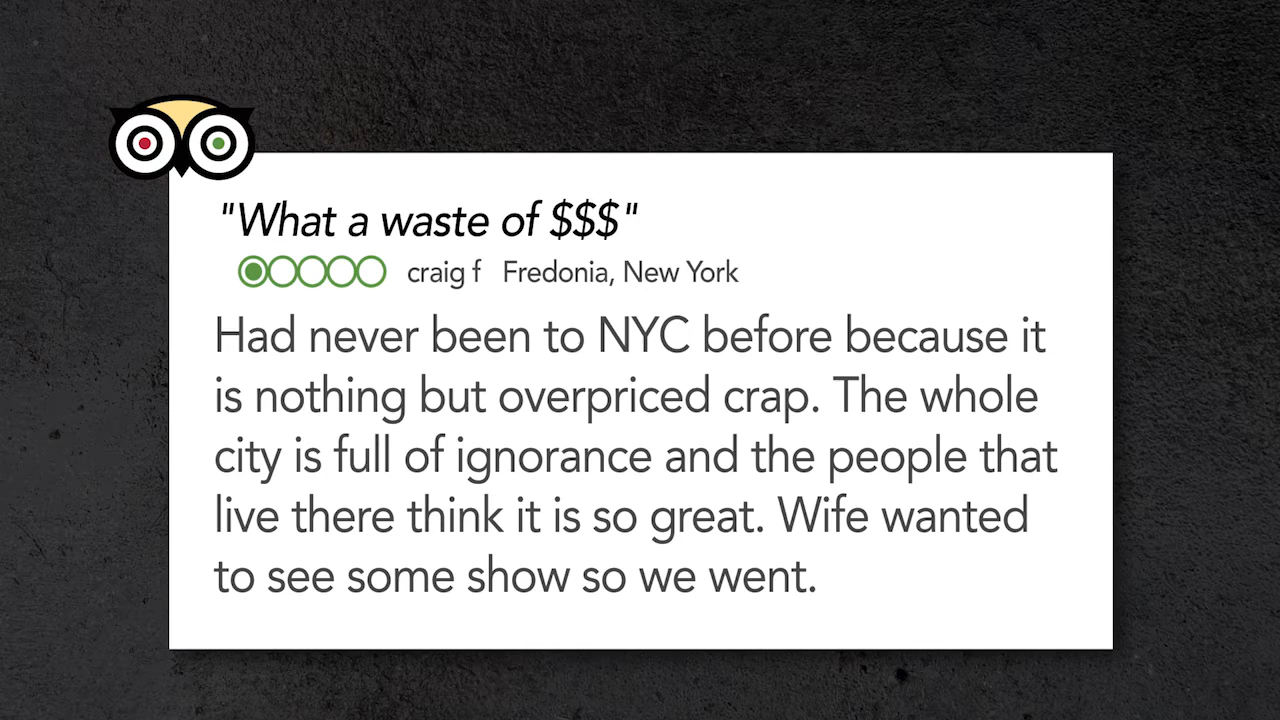 "What a waste of $$$"
craig f Fredonia, New York
Had never been to NYC before because it
is nothing but overpriced crap. The whole
city is full of ignorance and the people that
live there think it is so great. Wife wanted
to see some show so we went.